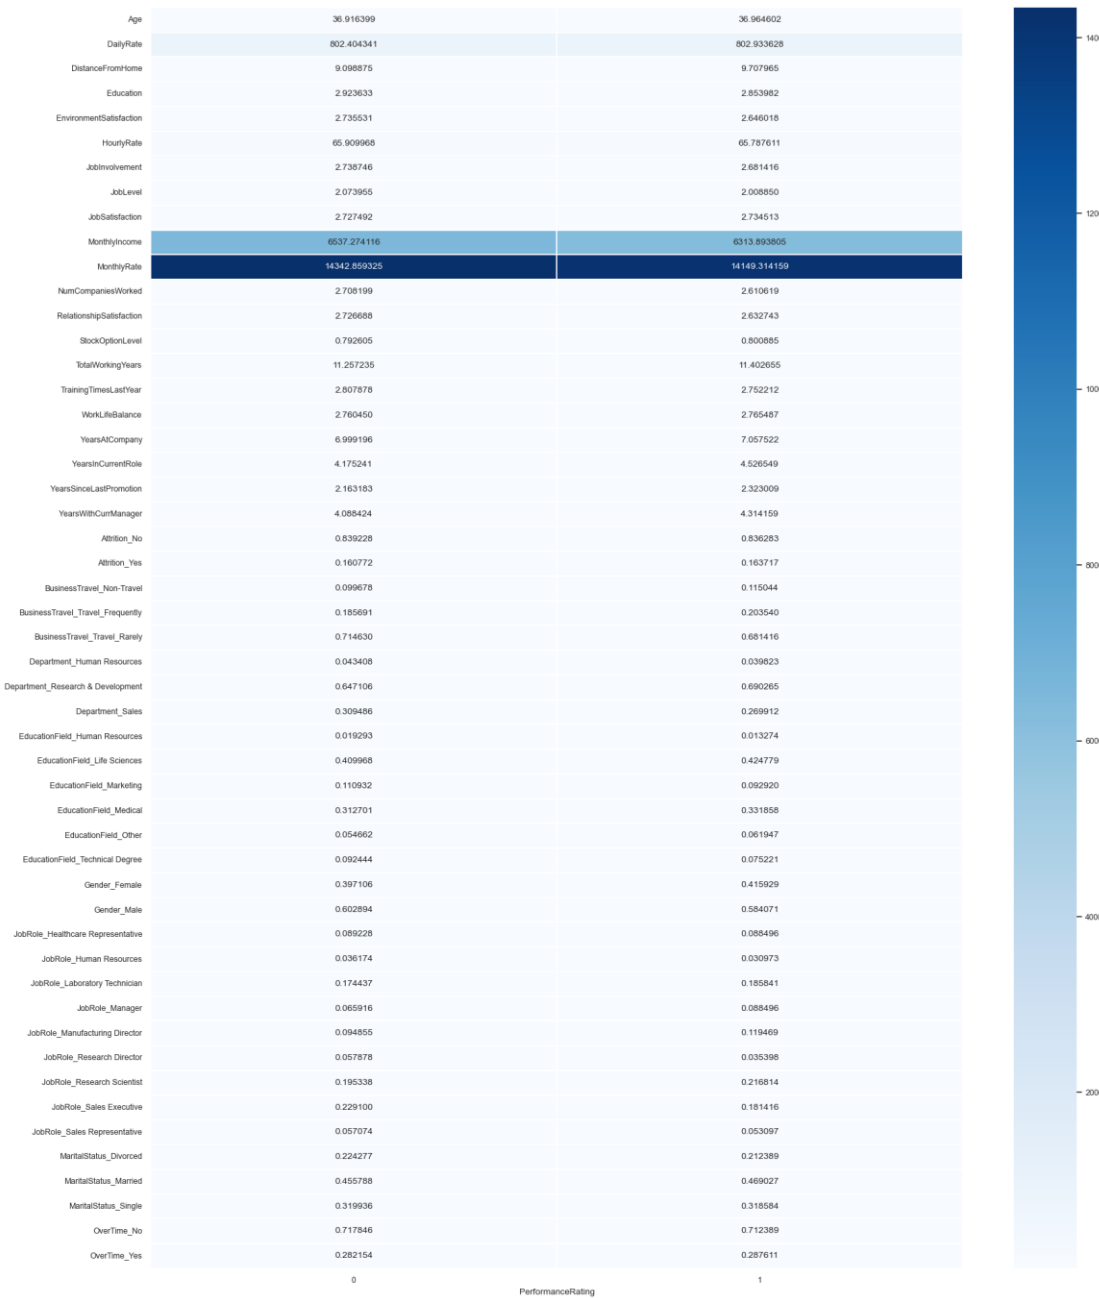 Age 36.916399 36.964602
DailyRate 802.404341 802.933628
DistanceFromHome 9.098875 9.707965
Education 2.923633 2.853982
EnvironmentSatisfaction 2.735531 2.646018
HourlyRate 65.909968 65.787611
JobInvolvement 2.738746 2.681416
JobLevel 2.073955 2.008850
JobSatisfaction 2.727492 2.734513
MonthlyIncome 6537.274116 6313.893805
MonthlyRate 14342.859325 14149.314159
NumCompaniesWorked 2.708199 2.610619
RelationshipSatisfaction 2.726688 2.632743
StockOptionLevel 0.792605 0.800885
TotalWorkingYears 11.257235 11.402655
TrainingTimesLastYear 2.807878 2.752212
WorkLifeBalance 2.760450 2.765487
YearsAtCompany 6.999196 7.057522
YearsInCurrentRole 4.175241 4.526549
YearsSinceLastPromotion 2.163183 2.323009
YearsWithCurrManager 4.088424 4.314159
Attrition_No 0.839228 0.836283
Attrition_Yes 0.160772 0.163717
BusinessTravel_Non-Travel 0.099678 0.115044
BusinessTravel_Travel_Frequently 0.185691 0.203540
BusinessTravel_Travel_Rarely 0.714630 0.681416
Department_Human Resources 0.043408 0.039823
Department_Research & Development 0.647106 0.690265
Department_Sales 0.309486 0.269912
EducationField_Human Resources 0.019293 0.013274
EducationField_Life Sciences 0.409968 0.424779
EducationField_Marketing 0.110932 0.092920
EducationField_Medical 0.312701 0.331858
EducationField_Other 0.054662 0.061947
EducationField_Technical Degree 0.092444 0.075221
Gender_Female 0.397106 0.415929
Gender_Male 0.602894 0.584071
JobRole_Healthcare Representative 0.089228 0.088496
JobRole_Human Resources 0.036174 0.030973
JobRole_Laboratory Technician 0.174437 0.185841
JobRole_Manager 0.065916 0.088496
JobRole_Manufacturing Director 0.094855 0.119469
JobRole_Research Director 0.057878 0.035398
JobRole_Research Scientist 0.195338 0.216814
JobRole_Sales Executive 0.229100 0.181416
JobRole_Sales Representative 0.057074 0.053097
MaritalStatus_Divorced 0.224277 0.212389
MaritalStatus_Married 0.455788 0.469027
MaritalStatus_Single 0.319936 0.318584
OverTime_No 0.717846 0.712389
OverTime_Yes 0.282154 0.287611
0 1
PerformanceRating
140
120
100
800
600
400
200